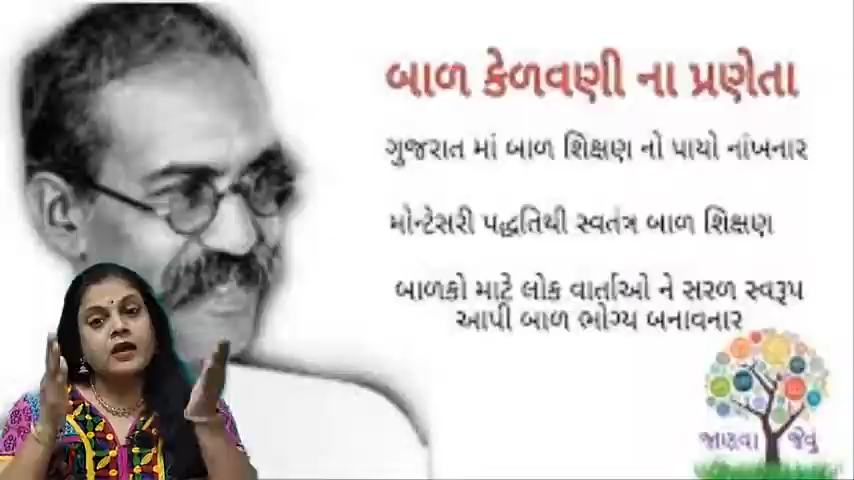 બાળ કેળવણી ના પ્રણેતા
ગુજરાત માં બાળ શિક્ષણ નો પાયો નાંખનાર
મોન્ટેસરી પદ્ધતિથી સ્વતંત્ર બાળ શિક્ષણ
બાળકો માટે લોક વાર્તાઓ ને સરળ સ્વરૂપ
આપી બાળ ભોગ્ય બનાવનાર
જાણવા જેવું